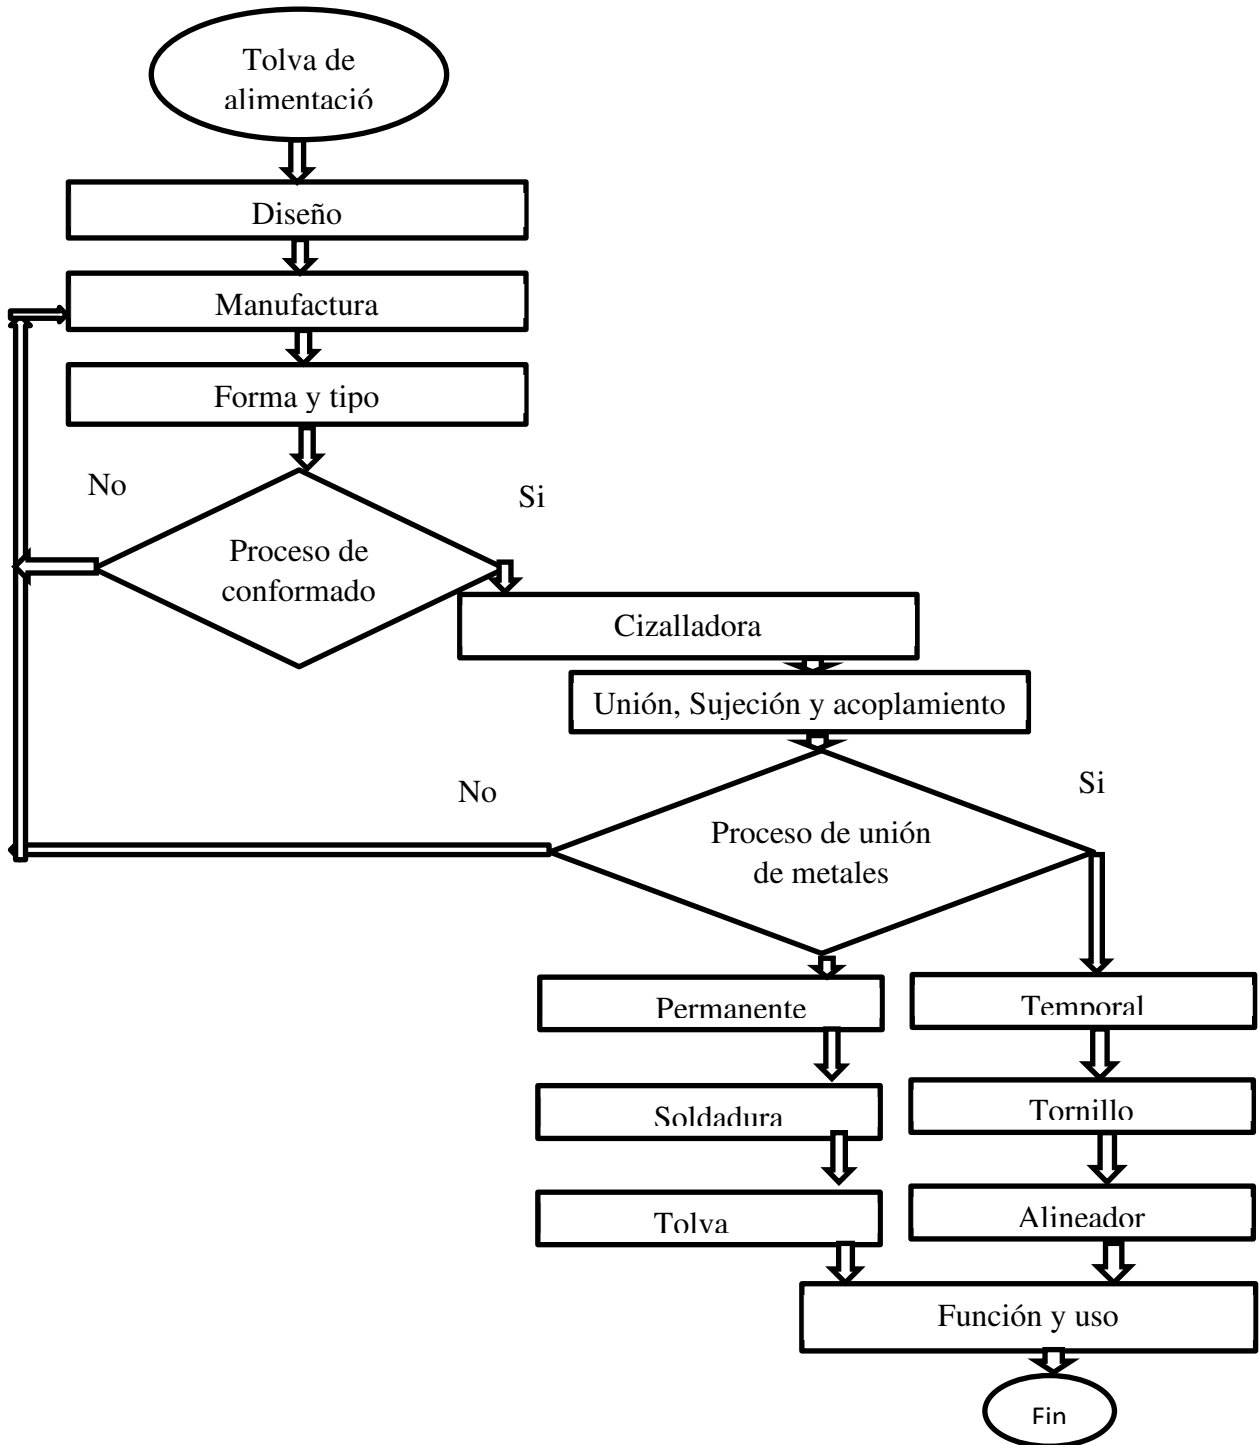 Tolva de
alimentació
Diseño
Manufactura
Forma y tipo
No
Si
Proceso de
conformado
Cizalladora
Unión, Sujeción y acoplamiento
No
Si
Proceso de unión
de metales
Permanente
Temporal
Soldadura
Tornillo
Tolva
Alineador
Función y uso
Fin